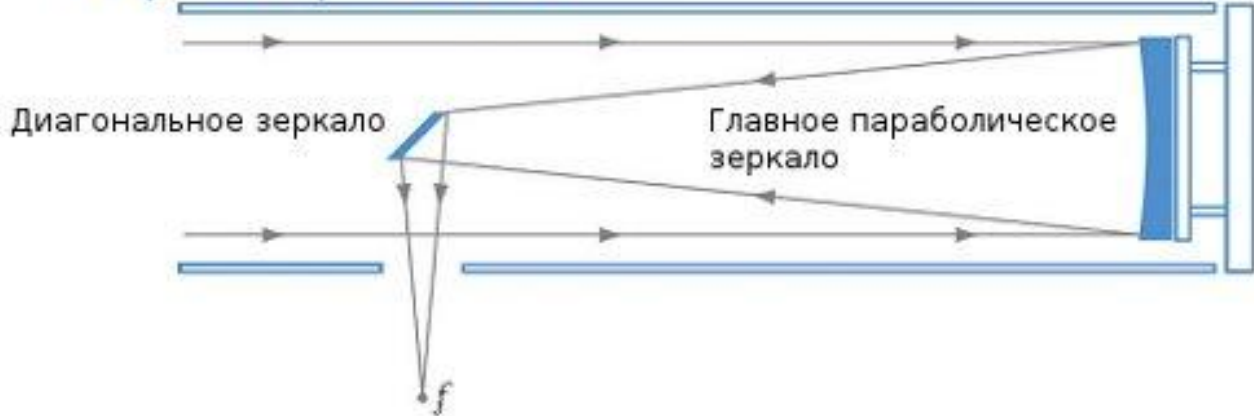 Диагональное зеркало
Главное параболическое
зеркало
f